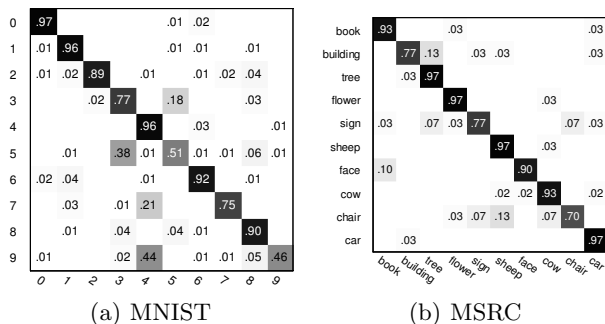 0 .97 .01 .02
1 .01 .96 .01 .01 .01
2 .01 .02 .89 .01 .01 .02 .04
3 .02 .77 .18 .03
4 .96 .03 .01
5 .01 .38 .01 .51 .01 .01 .06 .01
6 .02 .04 .01 .92 .01
7 .03 .01 .21 .75
8 .01 .04 .04 .01 .90
9 .01 .02 .44 .01 .01 .05 .46
0 1 2 3 4 5 6 7 8 9
(a) MNIST
book .93 .03 .03
building .77 .13 .03 .03 .03
tree .03 .97
flower .97 .03
sign .03 .07 .03 .77 .07 .03
sheep .97 .03
face .10 .90
cow .02 .02 .93 .02
chair .03 .07 .13 .07 .70
car .03 .97
book building tree flower sign sheep face cow chair car
(b) MSRC